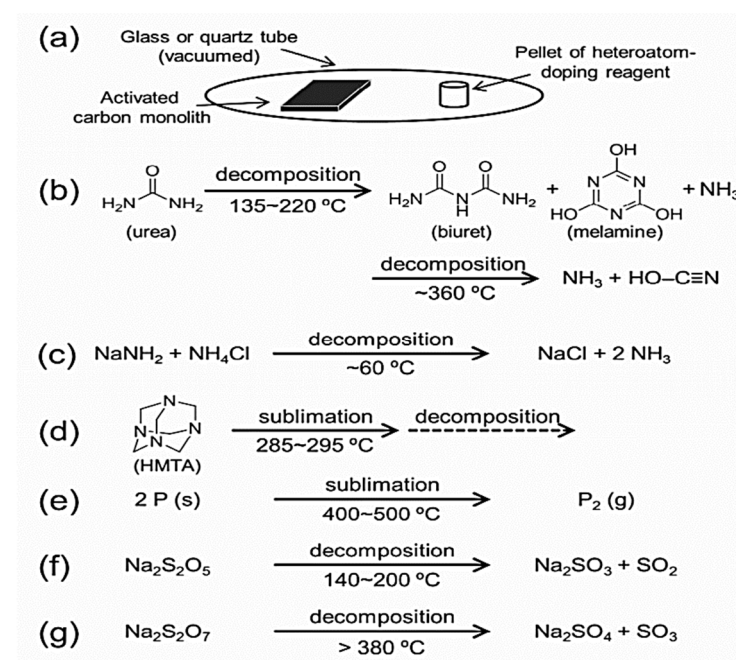 (a)
Glass or quartz tube
(vacuumed)
Pellet of heteroatom-
doping reagent
Activated
carbon monolith
(b)
O
H₂N NH₂
(urea)
decomposition
135~220 ºC
O O
H₂N N H NH₂
(biuret)
+
OH
N N
HO N OH
(melamine)
+ NH₃
decomposition
~360 ºC
NH₃ + HO–C≡N
(c) NaNH₂ + NH₄Cl
decomposition
~60 ºC
NaCl + 2 NH₃
(d)
N
N N
N
(HMTA)
sublimation
285~295 ºC
decomposition
(e) 2 P (s)
sublimation
400~500 ºC
P₂ (g)
(f) Na₂S₂O₅
decomposition
140~200 ºC
Na₂SO₃ + SO₂
(g) Na₂S₂O₇
decomposition
> 380 ºC
Na₂SO₄ + SO₃